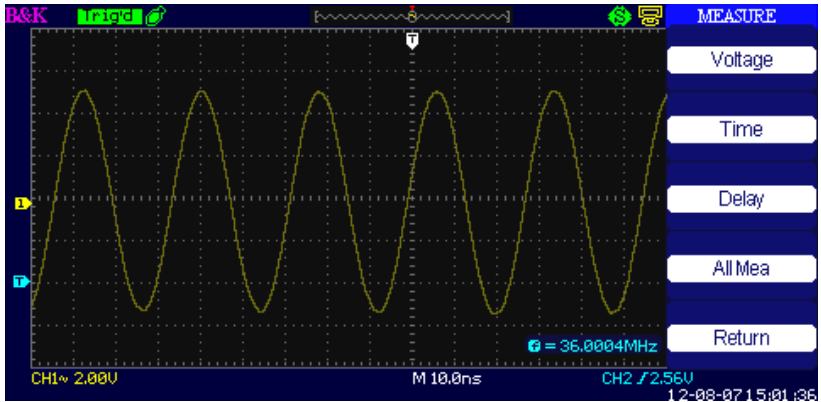 B&K Trig'd S MEASURE
T
Voltage
Time
1
Delay
T
All Mea
f = 36.0004MHz
Return
CH1~ 2.00V M 10.0ns CH2 / 2.56V
12-08-07 15:01:36